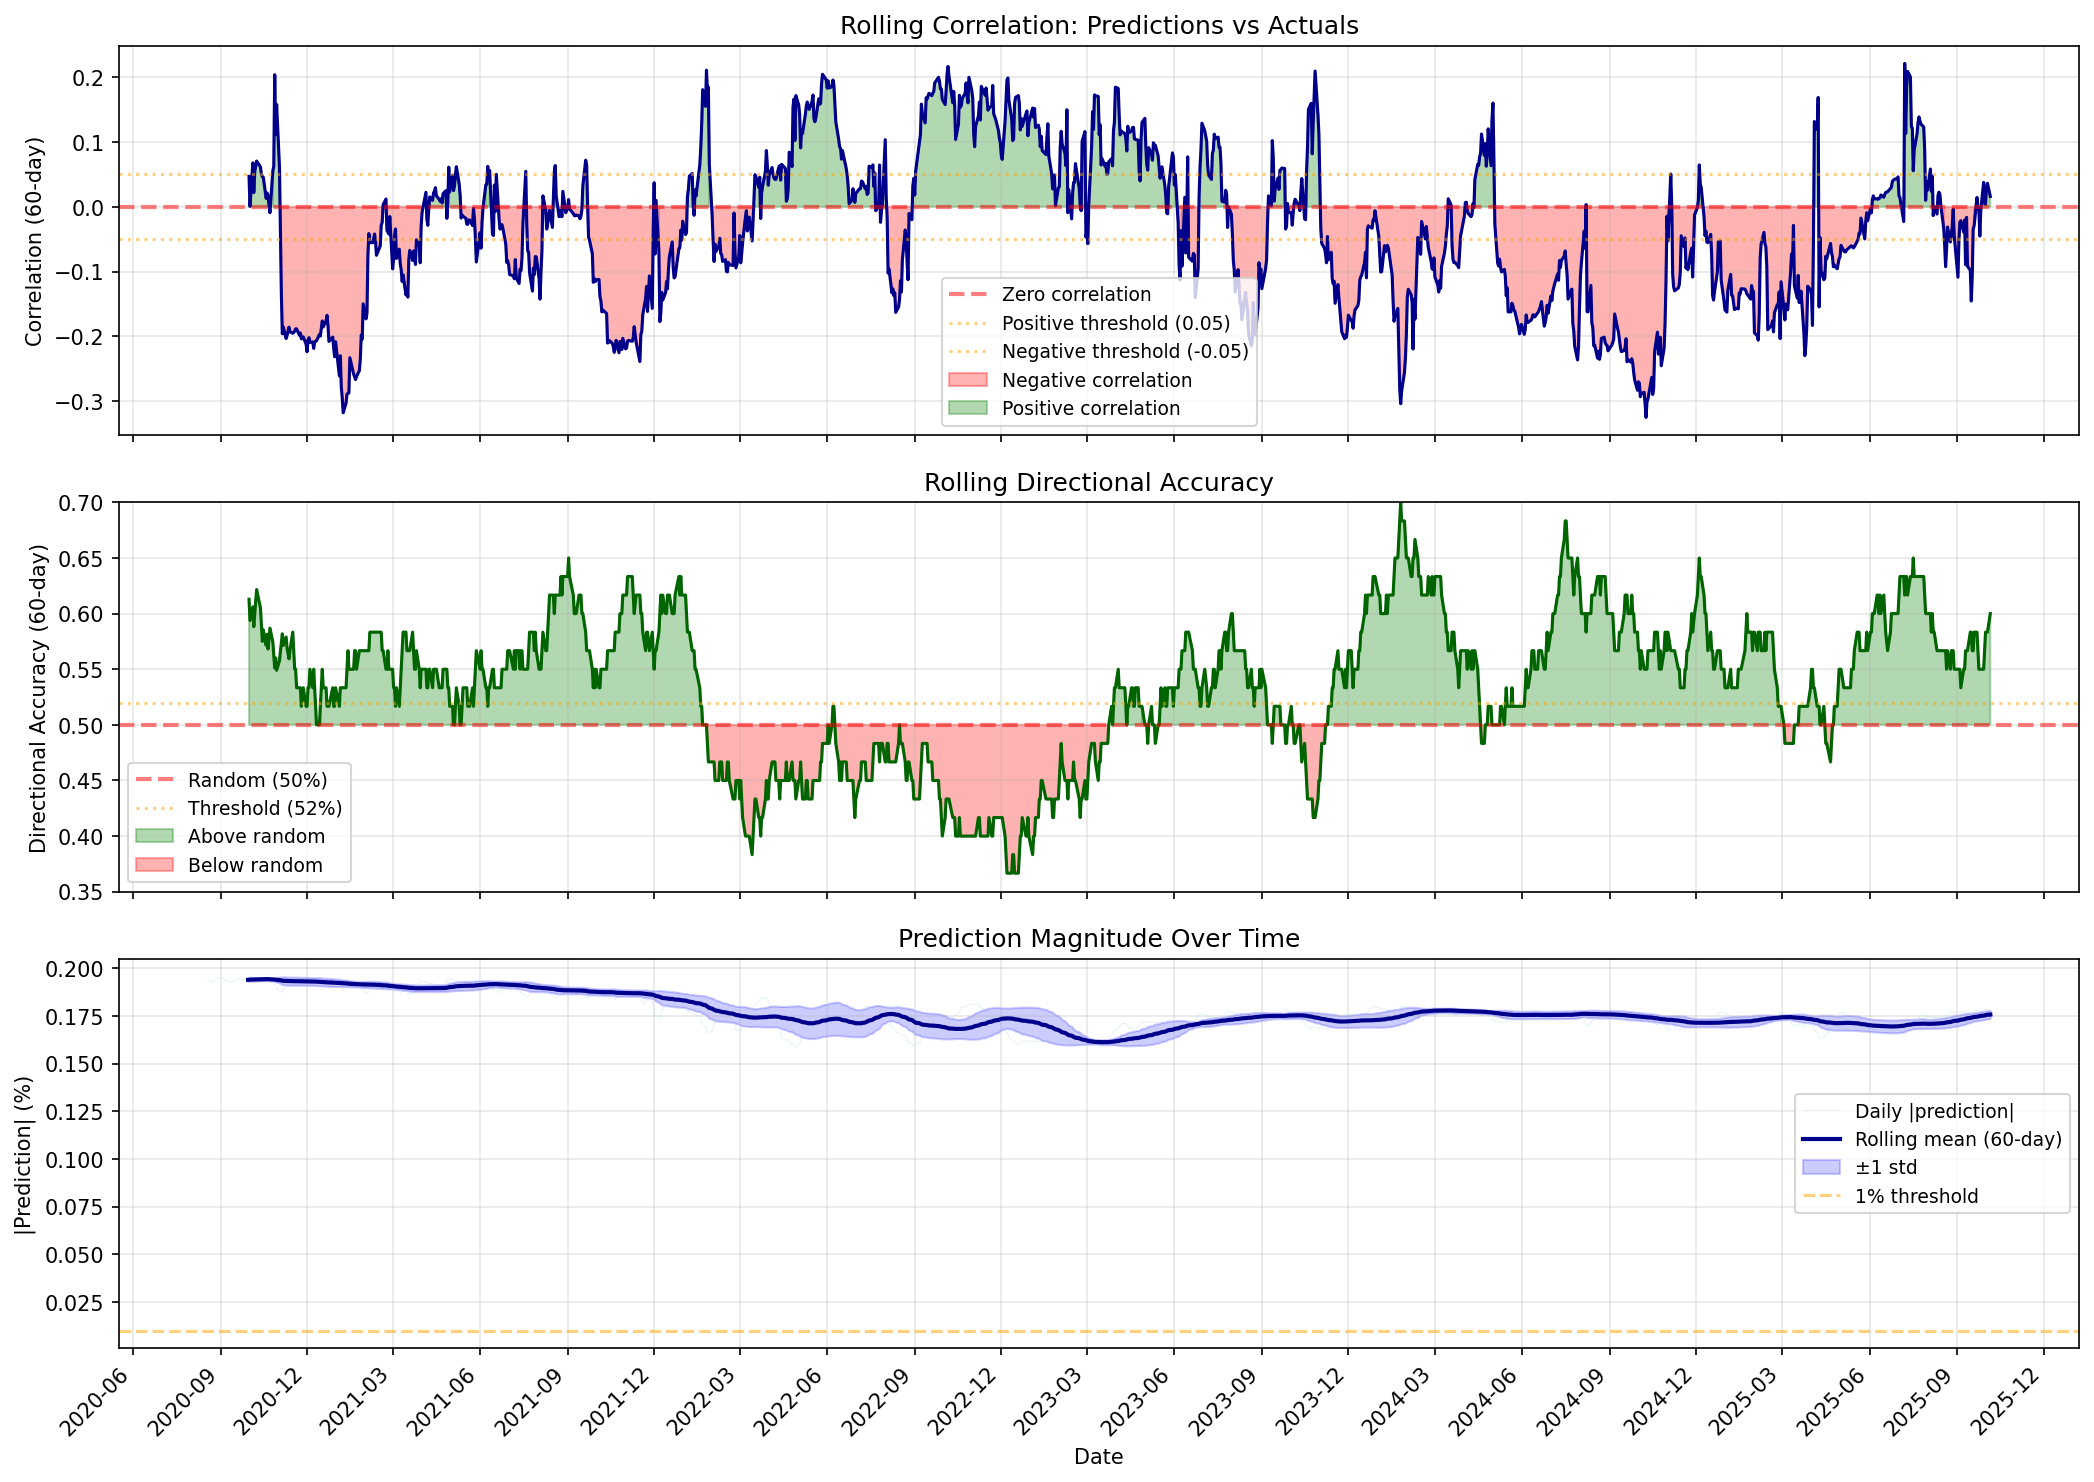 Rolling Correlation: Predictions vs Actuals
Correlation (60-day)
0.2
0.1
0.0
−0.1
−0.2
−0.3
Zero correlation
Positive threshold (0.05)
Negative threshold (-0.05)
Negative correlation
Positive correlation
Rolling Directional Accuracy
Directional Accuracy (60-day)
0.70
0.65
0.60
0.55
0.50
0.45
0.40
0.35
Random (50%)
Threshold (52%)
Above random
Below random
Prediction Magnitude Over Time
|Prediction| (%)
0.200
0.175
0.150
0.125
0.100
0.075
0.050
0.025
Daily |prediction|
Rolling mean (60-day)
±1 std
1% threshold
2020-06
2020-09
2020-12
2021-03
2021-06
2021-09
2021-12
2022-03
2022-06
2022-09
2022-12
2023-03
2023-06
2023-09
2023-12
2024-03
2024-06
2024-09
2024-12
2025-03
2025-06
2025-09
2025-12
Date